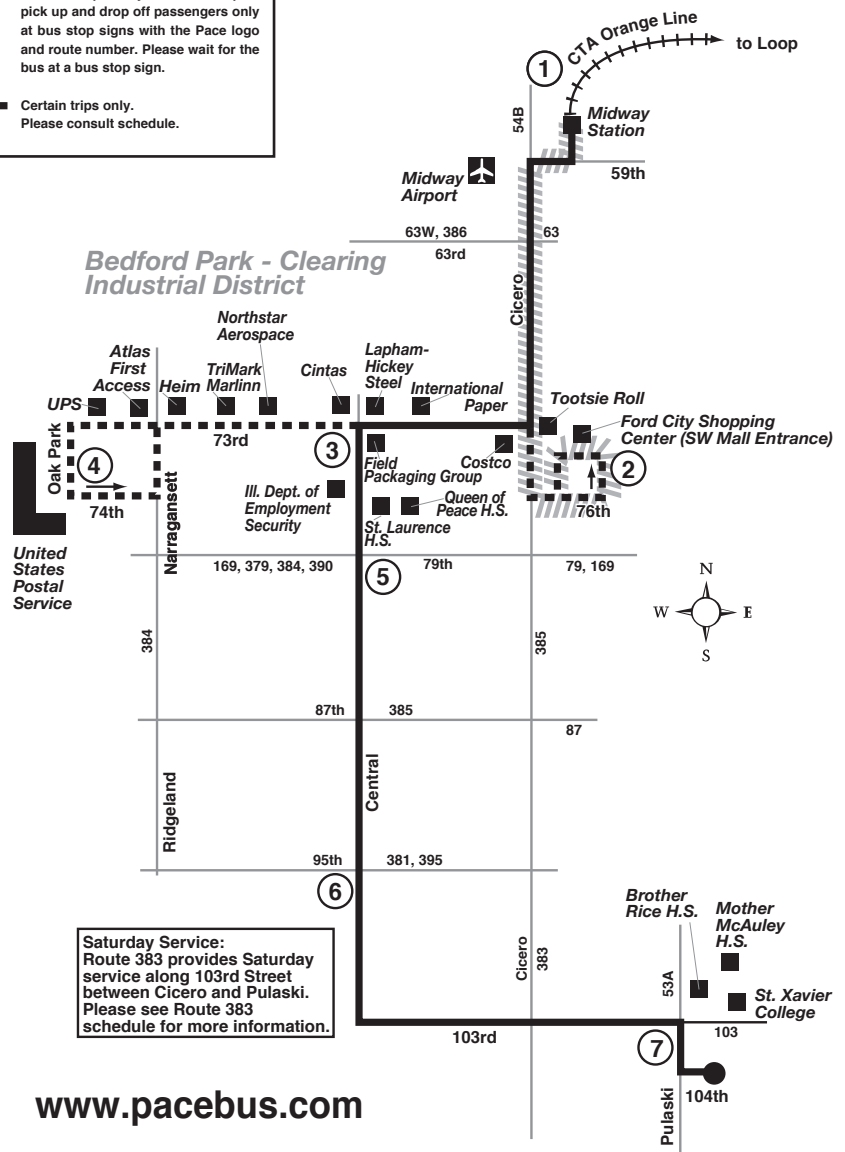 pick up and drop off passengers only
at bus stop signs with the Pace logo
and route number. Please wait for the
bus at a bus stop sign.
Certain trips only.
Please consult schedule.
1
CTA Orange Line
to Loop
54B
Midway
Station
59th
Midway
Airport
63W, 386
63
63rd
Bedford Park - Clearing
Industrial District
Cicero
Northstar
Aerospace
Atlas
First
Access
Heim
TriMark
Marlinn
Cintas
Lapham-
Hickey
Steel
International
Paper
UPS
Tootsie Roll
Ford City Shopping
Center (SW Mall Entrance)
Oak Park
4
73rd
3
Field
Packaging Group
Costco
2
74th
Narragansett
Ill. Dept. of
Employment
Security
Queen of
Peace H.S.
St. Laurence
H.S.
76th
United
States
Postal
Service
169, 379, 384, 390
5
79th
79, 169
N
W
E
S
384
385
87th
385
87
Ridgeland
Central
95th
381, 395
6
Brother
Rice H.S.
Mother
McAuley
H.S.
Saturday Service:
Route 383 provides Saturday
service along 103rd Street
between Cicero and Pulaski.
Please see Route 383
schedule for more information.
Cicero
383
53A
St. Xavier
College
103rd
7
103
104th
Pulaski
www.pacebus.com